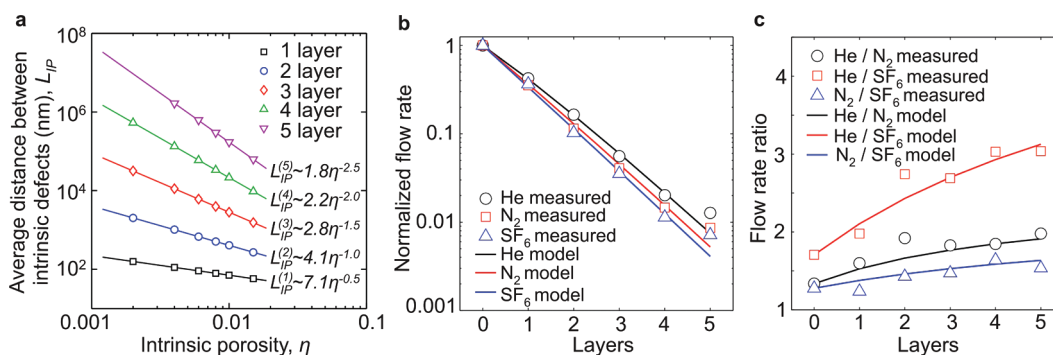 a
Average distance between
intrinsic defects (nm), L_IP
10^8
10^6
10^4
10^2
1 layer
2 layer
3 layer
4 layer
5 layer
L_IP^(5)~1.8η^-2.5
L_IP^(4)~2.2η^-2.0
L_IP^(3)~2.8η^-1.5
L_IP^(2)~4.1η^-1.0
L_IP^(1)~7.1η^-0.5
0.001 0.01 0.1
Intrinsic porosity, η
b
Normalized flow rate
1
0.1
0.01
0.001
He measured
N2 measured
SF6 measured
He model
N2 model
SF6 model
0 1 2 3 4 5
Layers
c
Flow rate ratio
4
3
2
1
He / N2 measured
He / SF6 measured
N2 / SF6 measured
He / N2 model
He / SF6 model
N2 / SF6 model
0 1 2 3 4 5
Layers